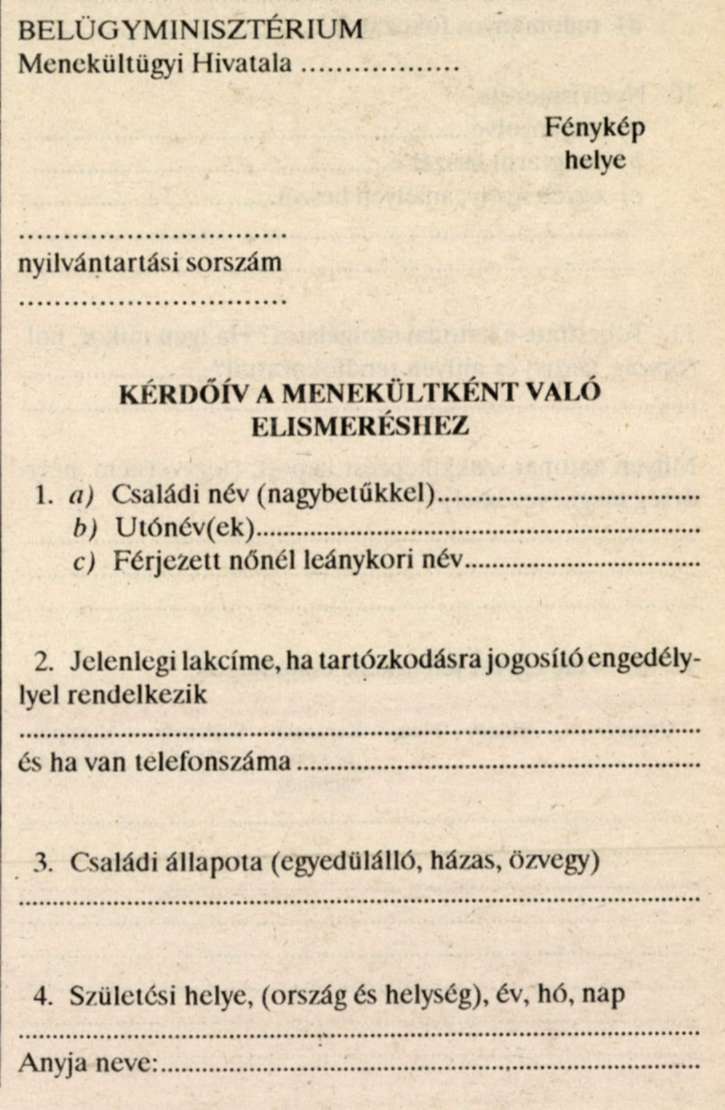 BELÜGYMINISZTÉRIUM
Menekültügyi Hivatala ..................
Fénykép
helye
..............................
nyilvántartási sorszám
..............................
KÉRDŐÍV A MENEKÜLTKÉNT VALÓ
ELISMERÉSHEZ
1. a) Családi név (nagybetűkkel)..............................
b) Utónév(ek)..................................................
c) Férjezett nőnél leánykori név...........................
2. Jelenlegi lakcíme, ha tartózkodásra jogosító engedély-
lyel rendelkezik
................................................................................
és ha van telefonszáma ...............................................
3. Családi állapota (egyedülálló, házas, özvegy)
................................................................................
4. Születési helye, (ország és helység), év, hó, nap
................................................................................
Anyja neve:................................................................